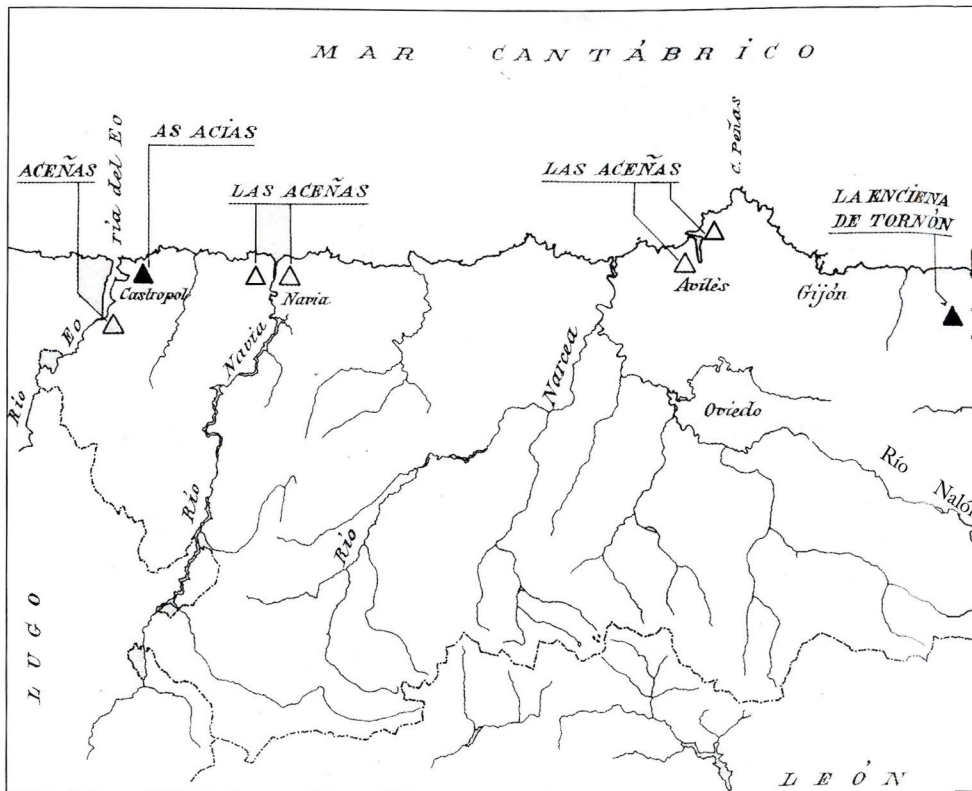 MAR CANTÁBRICO
C. Peñas
AS ACIAS
ría del Eo
ACEÑAS
LAS ACEÑAS
LAS ACEÑAS
LA ENCIENA
DE TORNÓN
Castropol
Navia
Avilés
Gijón
Río Eo
Río Navia
Río Narcea
Oviedo
Río Nalón
LUGO
LEÓN